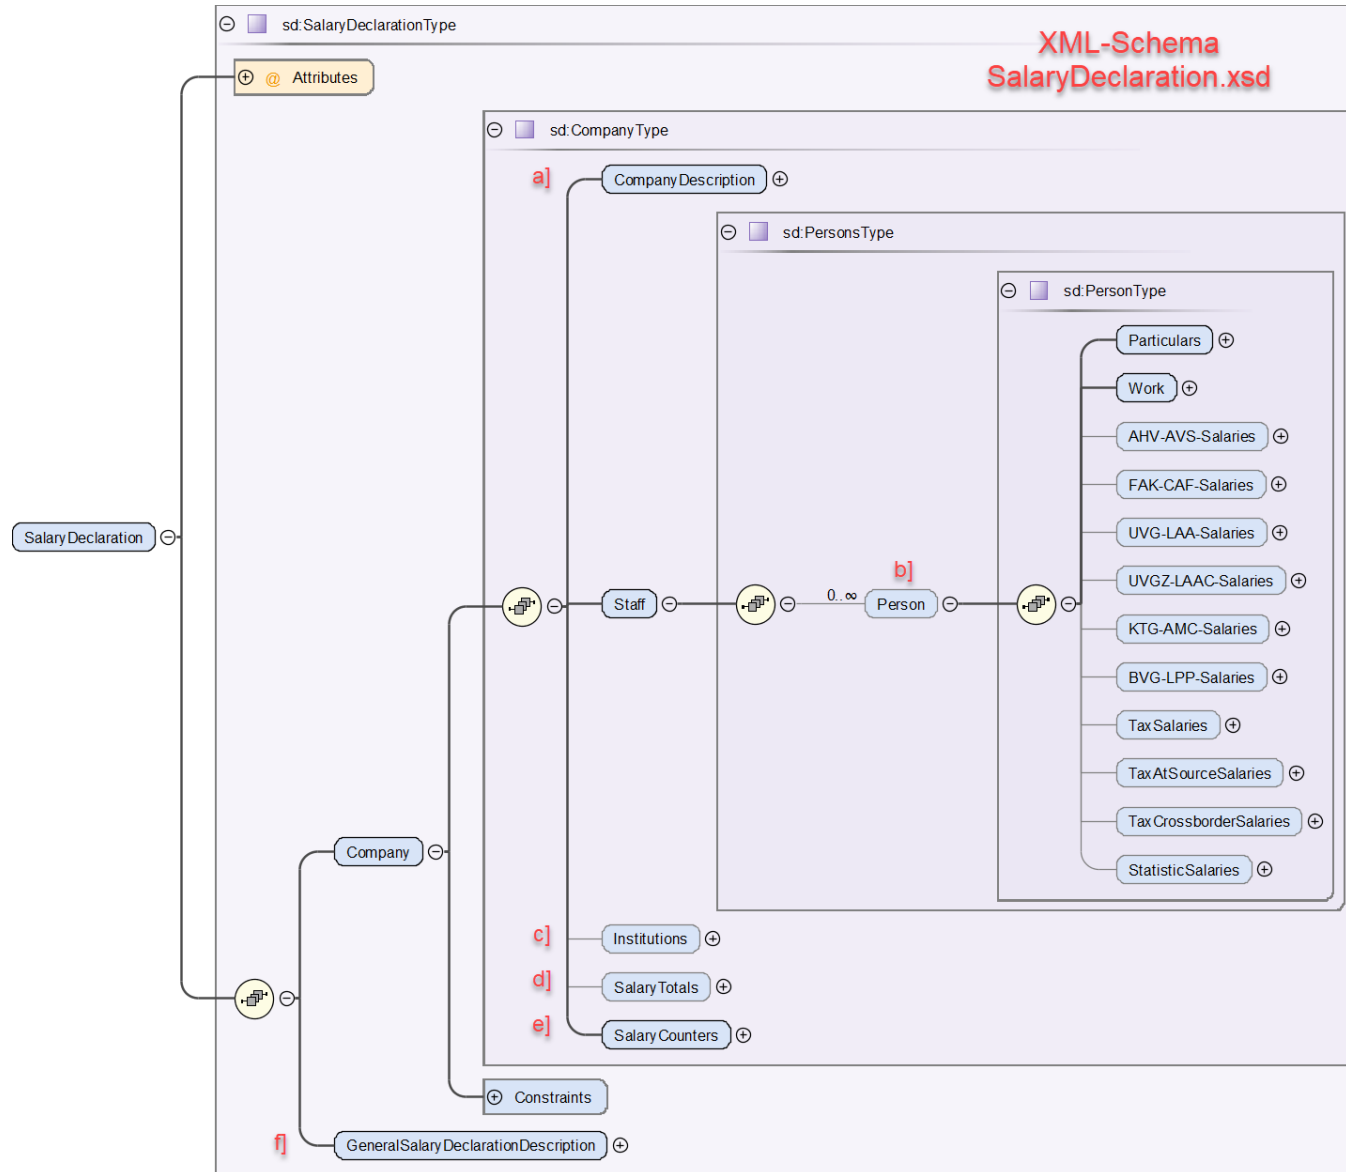 sd:SalaryDeclarationType
XML-Schema
SalaryDeclaration.xsd
@ Attributes
sd:CompanyType
a]
CompanyDescription
sd:PersonsType
sd:PersonType
Particulars
Work
AHV-AVS-Salaries
FAK-CAF-Salaries
UVG-LAA-Salaries
SalaryDeclaration
b]
UVGZ-LAAC-Salaries
Staff
0..∞
Person
KTG-AMC-Salaries
BVG-LPP-Salaries
TaxSalaries
TaxAtSourceSalaries
TaxCrossborderSalaries
Company
StatisticSalaries
c]
Institutions
d]
SalaryTotals
e]
SalaryCounters
Constraints
f]
GeneralSalaryDeclarationDescription